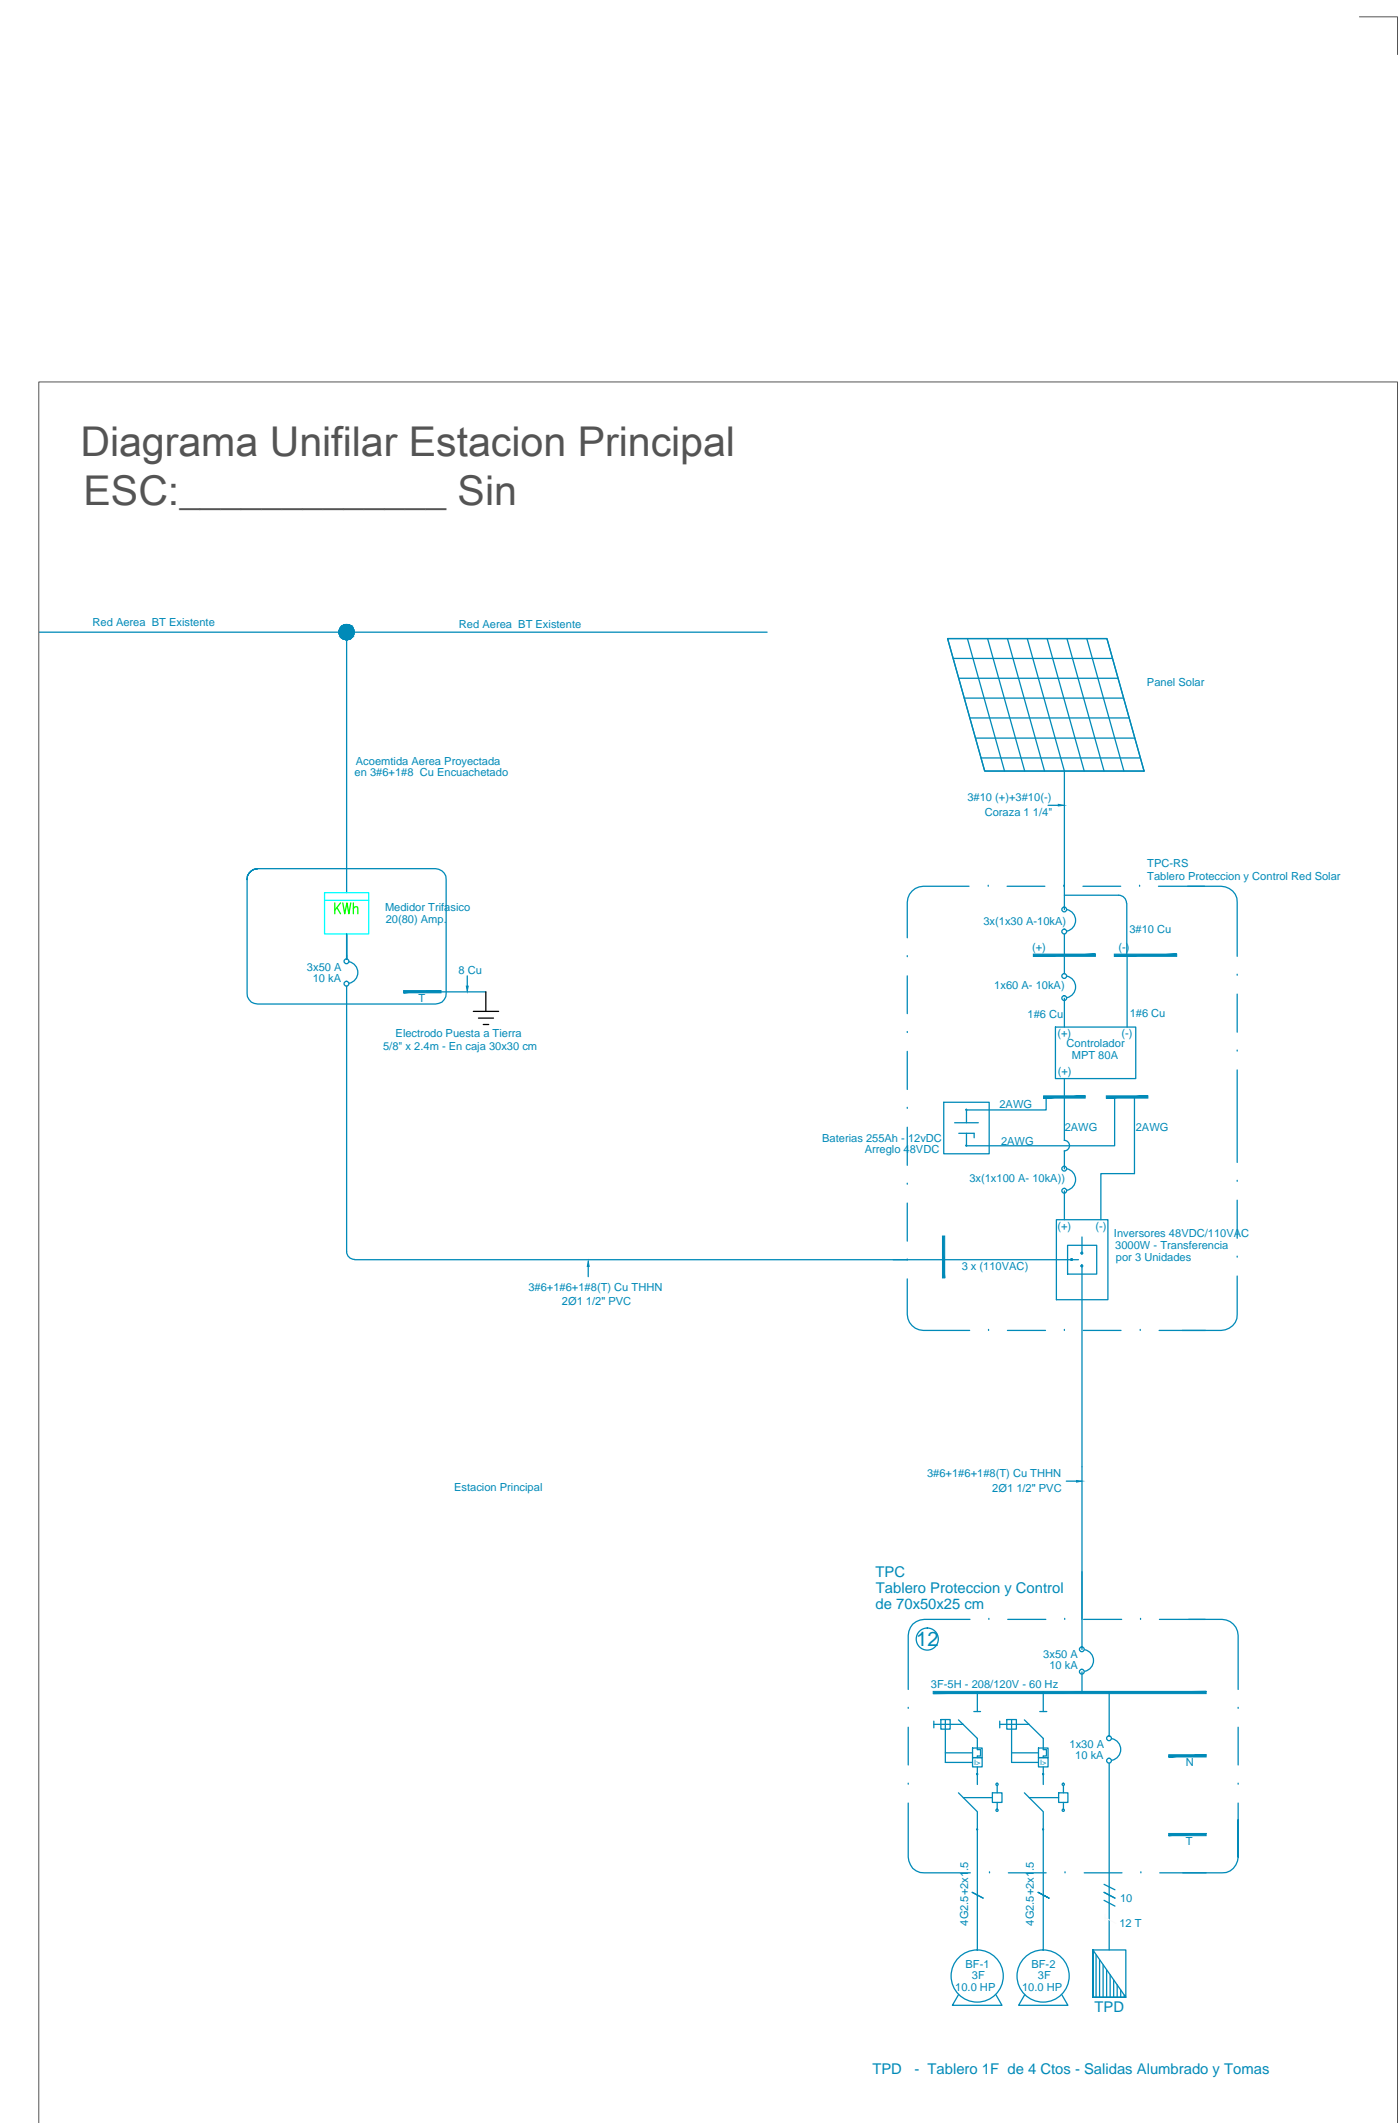 Diagrama Unifilar Estacion Principal
ESC:____________ Sin
Red Aerea BT Existente
Red Aerea BT Existente
Panel Solar
Acoemtida Aerea Proyectada
en 3#6+1#8 Cu Encuachetado
3#10 (+)+3#10(-)
Coraza 1 1/4"
TPC-RS
Tablero Proteccion y Control Red Solar
KWh
Medidor Trifasico
20(80) Amp.
3x50 A
10 kA
8 Cu
T
Electrodo Puesta a Tierra
5/8" x 2.4m - En caja 30x30 cm
3x(1x30 A-10kA)
3#10 Cu
(+)
(-)
1x60 A- 10kA)
1#6 Cu
1#6 Cu
(+)
(-)
Controlador
MPT 80A
(+)
2AWG
2AWG
2AWG
Baterias 255Ah - 12vDC
Arreglo 48VDC
2AWG
3x(1x100 A- 10kA))
(+)
(-)
Inversores 48VDC/110VAC
3000W - Transferencia
por 3 Unidades
3 x (110VAC)
3#6+1#6+1#8(T) Cu THHN
2Ø1 1/2" PVC
3#6+1#6+1#8(T) Cu THHN
2Ø1 1/2" PVC
Estacion Principal
TPC
Tablero Proteccion y Control
de 70x50x25 cm
12
3x50 A
10 kA
3F-5H - 208/120V - 60 Hz
1x30 A
10 kA
N
T
4G2.5+2x1.5
4G2.5+2x1.5
10
12 T
BF-1
3F
10.0 HP
BF-2
3F
10.0 HP
TPD
TPD - Tablero 1F de 4 Ctos - Salidas Alumbrado y Tomas